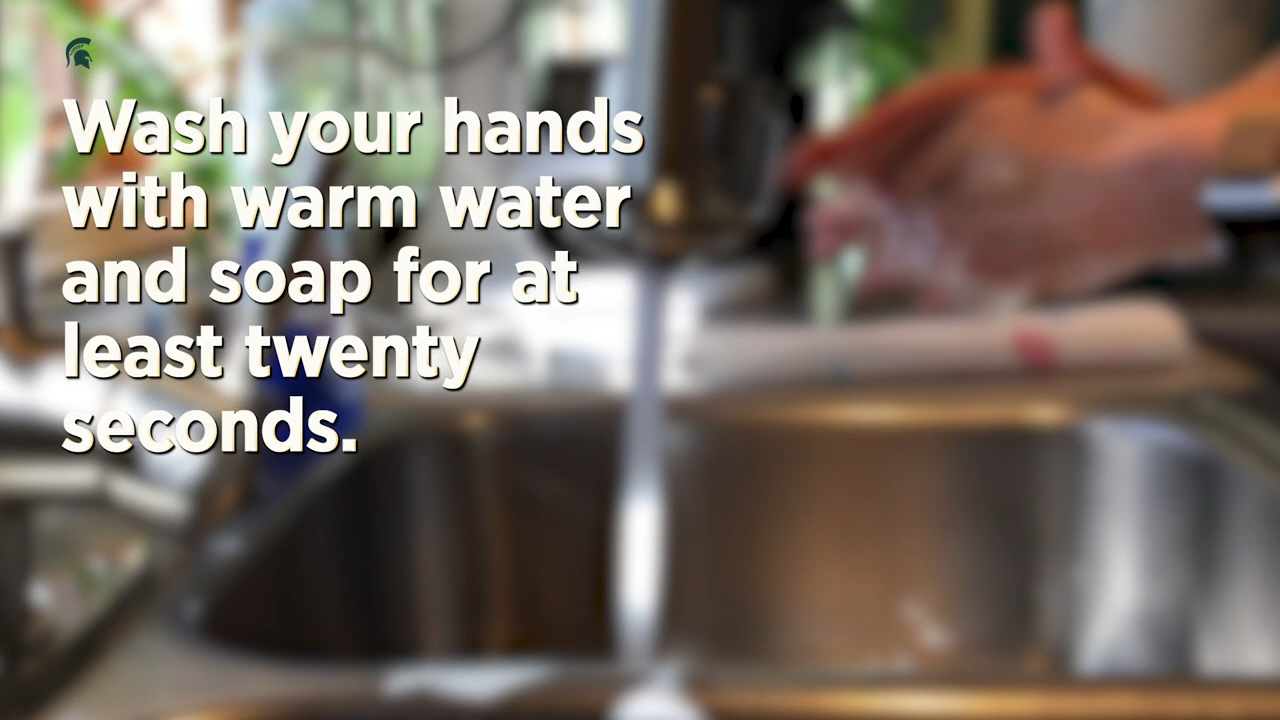 Wash your hands
with warm water
and soap for at
least twenty
seconds.